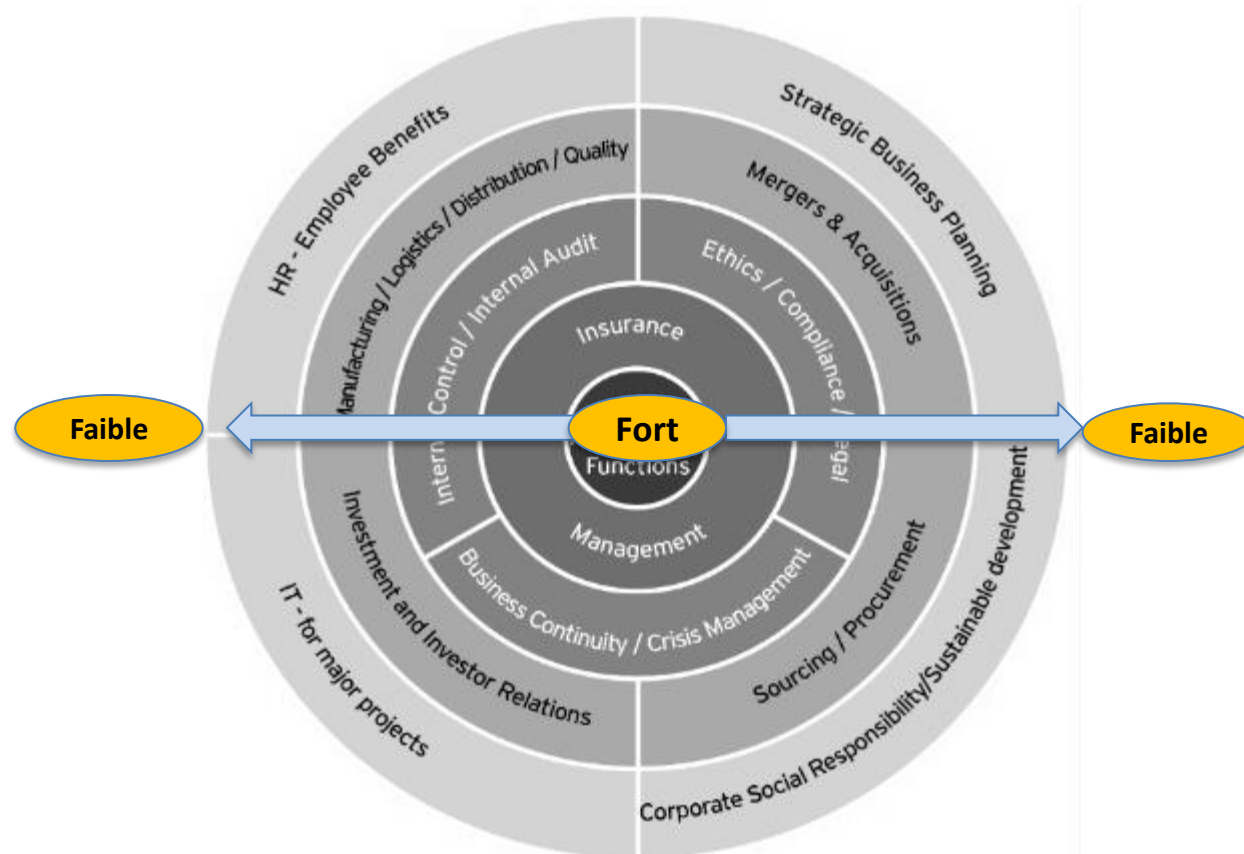 HR - Employee Benefits
Strategic Business Planning
Manufacturing / Logistics / Distribution / Quality
Mergers & Acquisitions
Control / Internal Audit
Ethics / Compliance /
Insurance
Faible
Fort
Faible
Functions
Management
Business Continuity / Crisis Management
Investment and Investor Relations
Sourcing / Procurement
IT - for major projects
Corporate Social Responsibility/Sustainable development